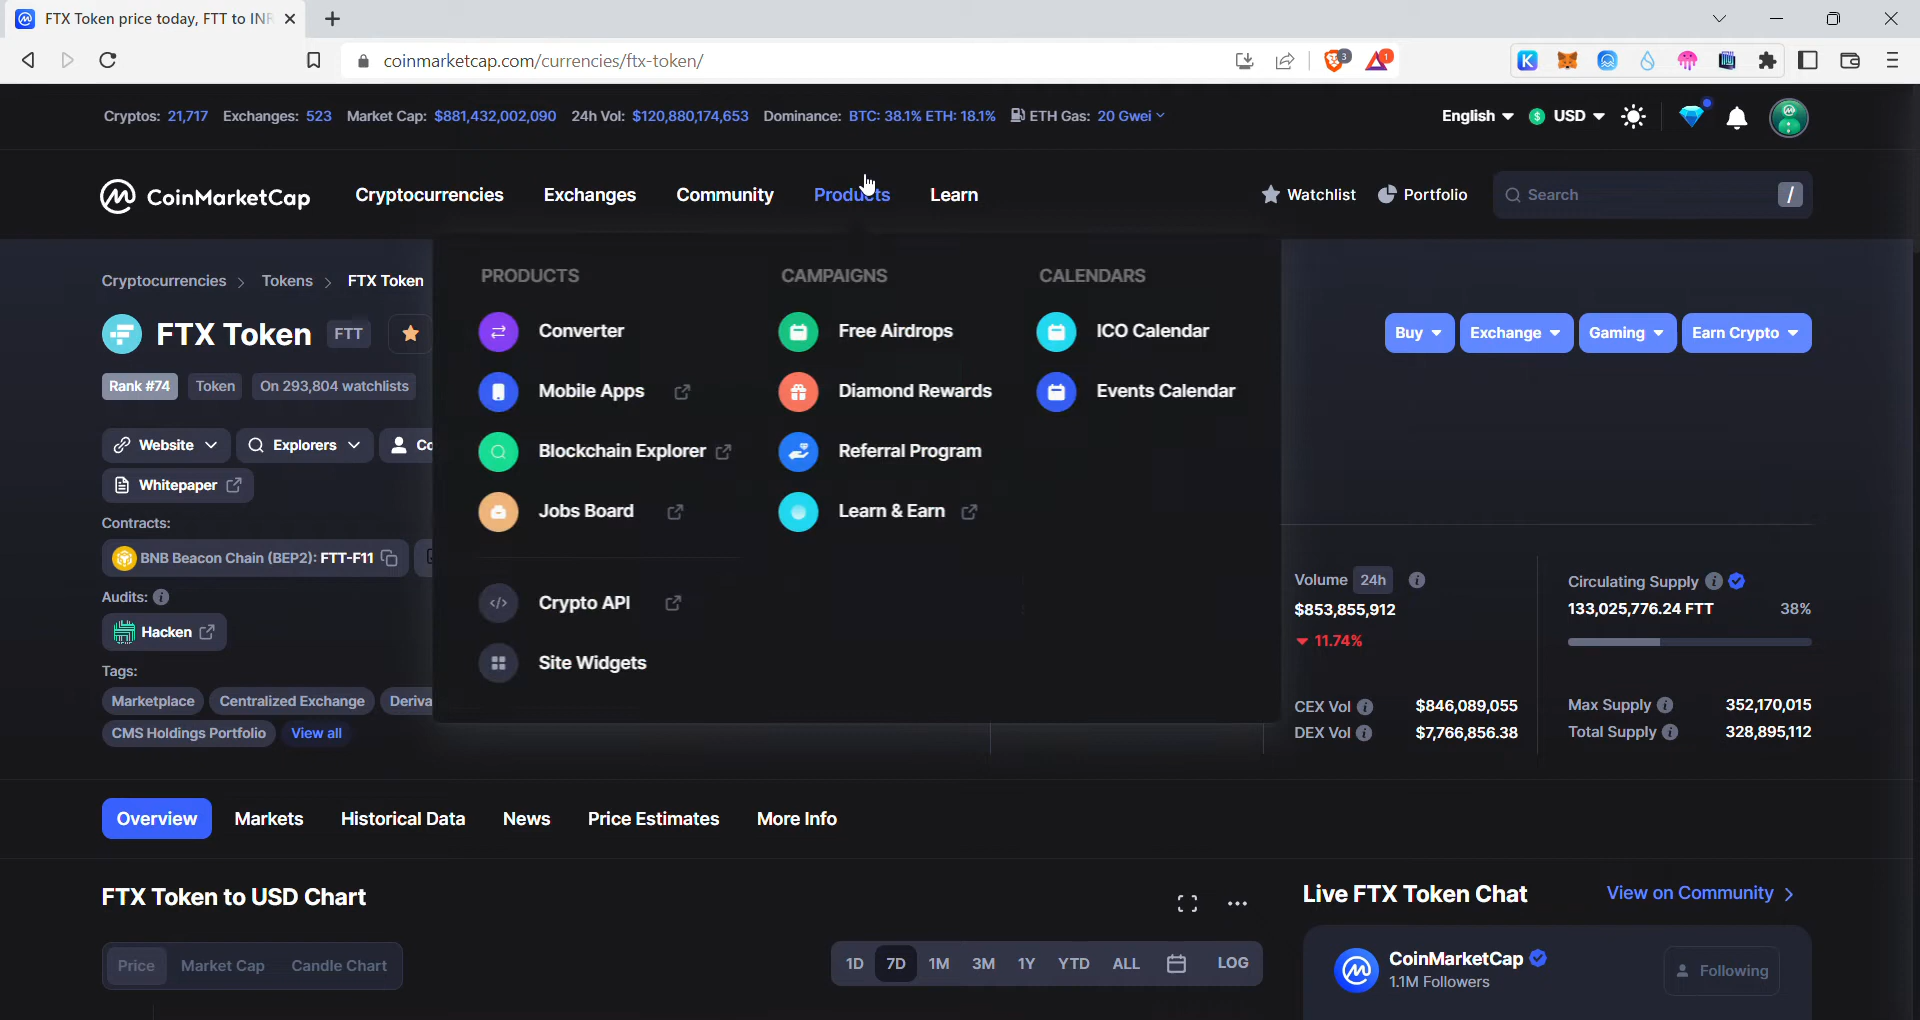 FTX Token price today, FTT to INR
coinmarketcap.com/currencies/ftx-token/
3
1
Cryptos: 21,717 Exchanges: 523 Market Cap: $881,432,002,090 24h Vol: $120,880,174,653 Dominance: BTC: 38.1% ETH: 18.1% ETH Gas: 20 Gwei
English USD
CoinMarketCap Cryptocurrencies Exchanges Community Products Learn Watchlist Portfolio Search /
Cryptocurrencies > Tokens > FTX Token
FTX Token FTT
Rank #74 Token On 293,804 watchlists
Website Explorers
Whitepaper
Contracts:
BNB Beacon Chain (BEP2): FTT-F11
Audits:
Hacken
Tags:
Marketplace Centralized Exchange Deriva
CMS Holdings Portfolio View all
PRODUCTS
Converter
Mobile Apps
Blockchain Explorer
Jobs Board
Crypto API
Site Widgets
CAMPAIGNS
Free Airdrops
Diamond Rewards
Referral Program
Learn & Earn
CALENDARS
ICO Calendar
Events Calendar
Buy Exchange Gaming Earn Crypto
Volume 24h
$853,855,912
11.74%
CEX Vol $846,089,055
DEX Vol $7,766,856.38
Circulating Supply
133,025,776.24 FTT 38%
Max Supply 352,170,015
Total Supply 328,895,112
Overview Markets Historical Data News Price Estimates More Info
FTX Token to USD Chart
Price Market Cap Candle Chart
1D 7D 1M 3M 1Y YTD ALL LOG
Live FTX Token Chat View on Community >
CoinMarketCap
1.1M Followers
Following